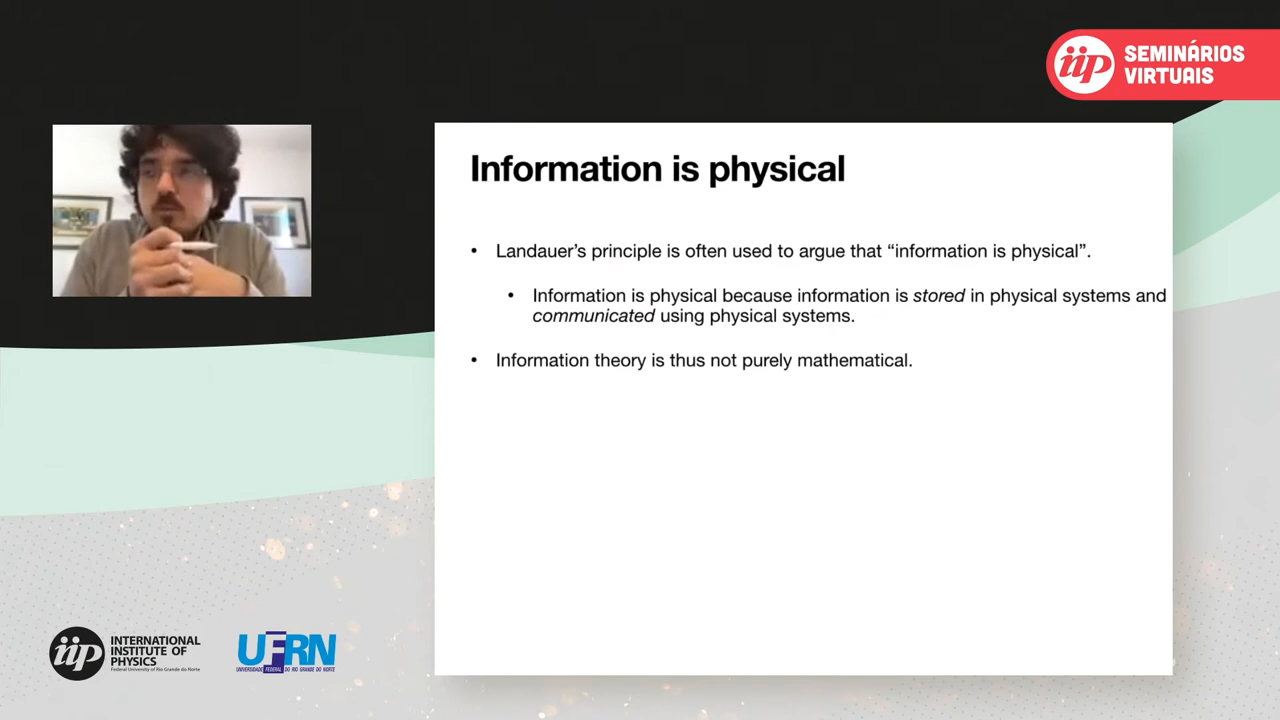 iip SEMINÁRIOS
VIRTUAIS
Information is physical
• Landauer’s principle is often used to argue that “information is physical”.
• Information is physical because information is stored in physical systems and
communicated using physical systems.
• Information theory is thus not purely mathematical.
iip INTERNATIONAL
INSTITUTE OF
PHYSICS
Federal University of Rio Grande do Norte
UFRN
UNIVERSIDADE FEDERAL DO RIO GRANDE DO NORTE